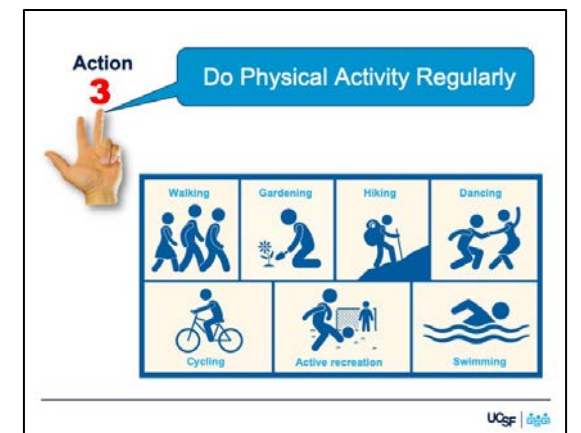 Action
3
Do Physical Activity Regularly
Walking
Gardening
Hiking
Dancing
Cycling
Active recreation
Swimming
UCSF